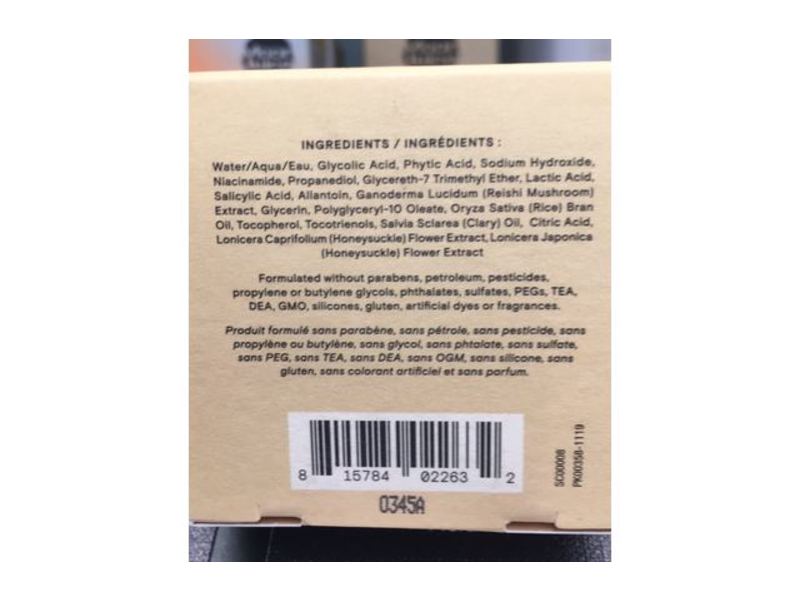 INGREDIENTS / INGRÉDIENTS :
Water/Aqua/Eau, Glycolic Acid, Phytic Acid, Sodium Hydroxide,
Niacinamide, Propanediol, Glycereth-7 Trimethyl Ether, Lactic Acid,
Salicylic Acid, Allantoin, Ganoderma Lucidum (Reishi Mushroom)
Extract, Glycerin, Polyglyceryl-10 Oleate, Oryza Sativa (Rice) Bran
Oil, Tocopherol, Tocotrienols, Salvia Sclarea (Clary) Oil, Citric Acid,
Lonicera Caprifolium (Honeysuckle) Flower Extract, Lonicera Japonica
(Honeysuckle) Flower Extract
Formulated without parabens, petroleum, pesticides,
propylene or butylene glycols, phthalates, sulfates, PEGs, TEA,
DEA, GMO, silicones, gluten, artificial dyes or fragrances.
Produit formulé sans parabène, sans pétrole, sans pesticide, sans
propylène ou butylène, sans glycol, sans phtalate, sans sulfate,
sans PEG, sans TEA, sans DEA, sans OGM, sans silicone, sans
gluten, sans colorant artificiel et sans parfum.
8 15784 02263 2
SC00008
PK00358-1119
0345A